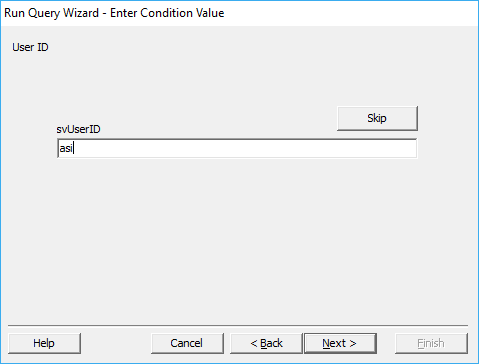 Run Query Wizard - Enter Condition Value
User ID
Skip
svUserID
asi
Help
Cancel
< Back
Next >
Finish